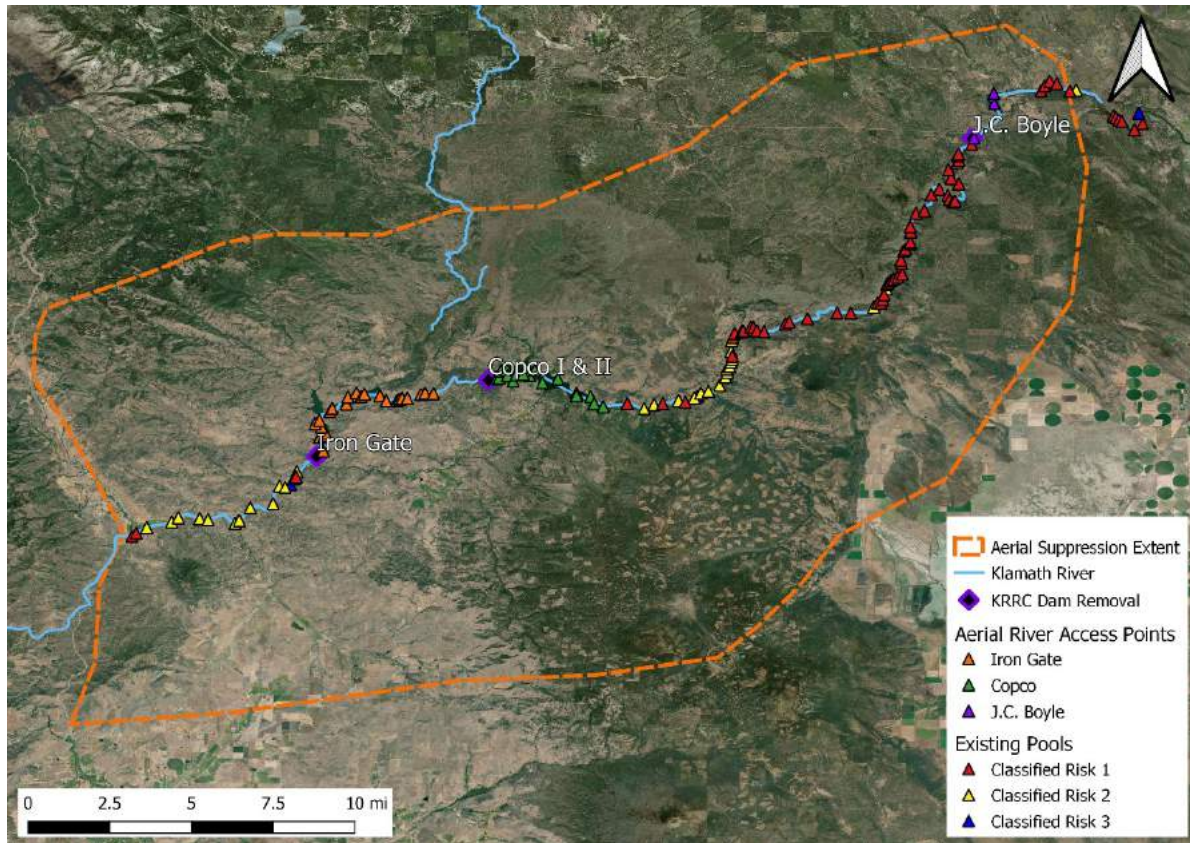 J.C. Boyle
Copco I & II
Iron Gate
Aerial Suppression Extent
Klamath River
KRRC Dam Removal
Aerial River Access Points
Iron Gate
Copco
J.C. Boyle
Existing Pools
Classified Risk 1
Classified Risk 2
Classified Risk 3
0 2.5 5 7.5 10 mi